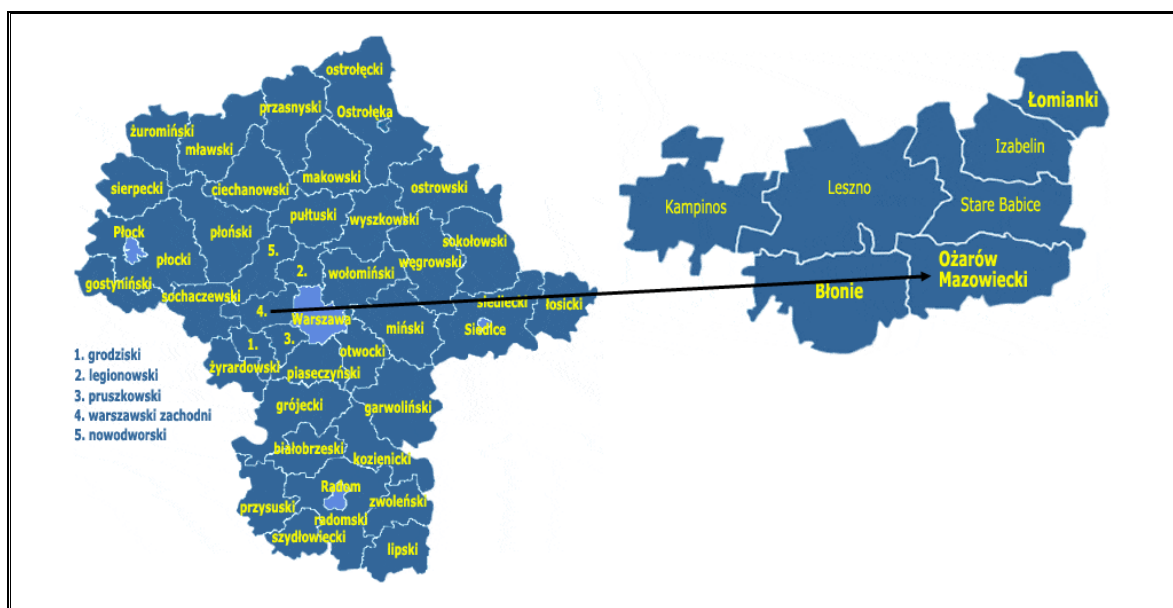 ostrołęcki
przasnyski
Ostrołęka
żuromiński
mławski
makowski
sierpecki
ciechanowski
ostrowski
pułtuski
wyszkowski
Płock
płoński
sokołowski
płocki
5.
węgrowski
2.
wołomiński
gostyniński
sochaczewski
siedlecki
łosicki
4.
Warszawa
miński
Siedlce
1.
3.
otwocki
żyrardowski
piaseczyński
grójecki
garwoliński
białobrzeski
kozienicki
Radom
przysuski
zwoleński
radomski
szydłowiecki
lipski
1. grodziski
2. legionowski
3. pruszkowski
4. warszawski zachodni
5. nowodworski
Łomianki
Izabelin
Leszno
Kampinos
Stare Babice
Ożarów
Mazowiecki
Błonie